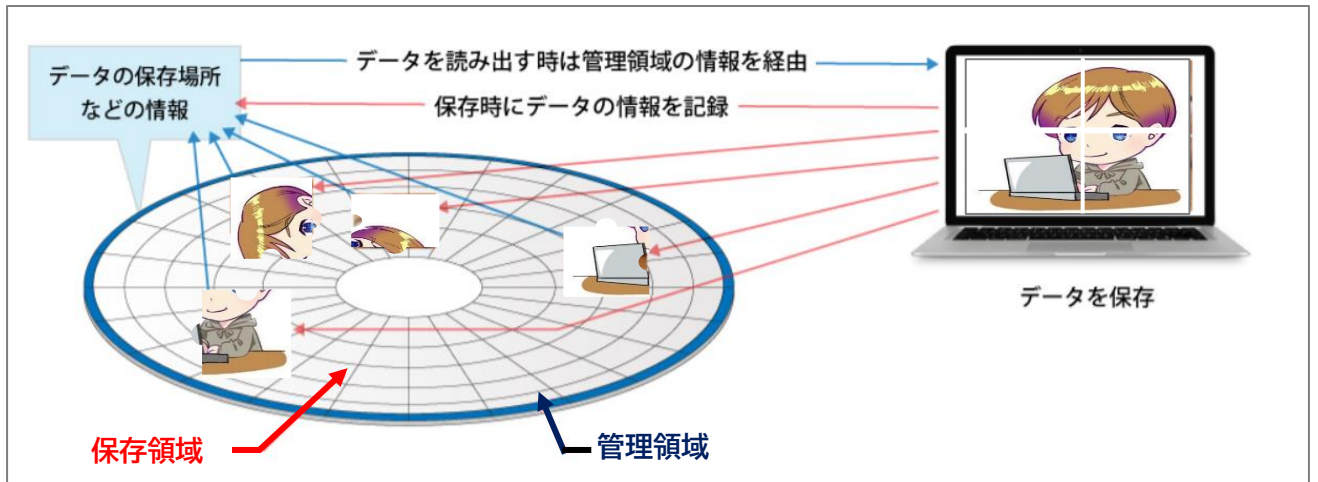 データの保存場所
などの情報
データを読み出す時は管理領域の情報を経由
保存時にデータの情報を記録
データを保存
保存領域
管理領域